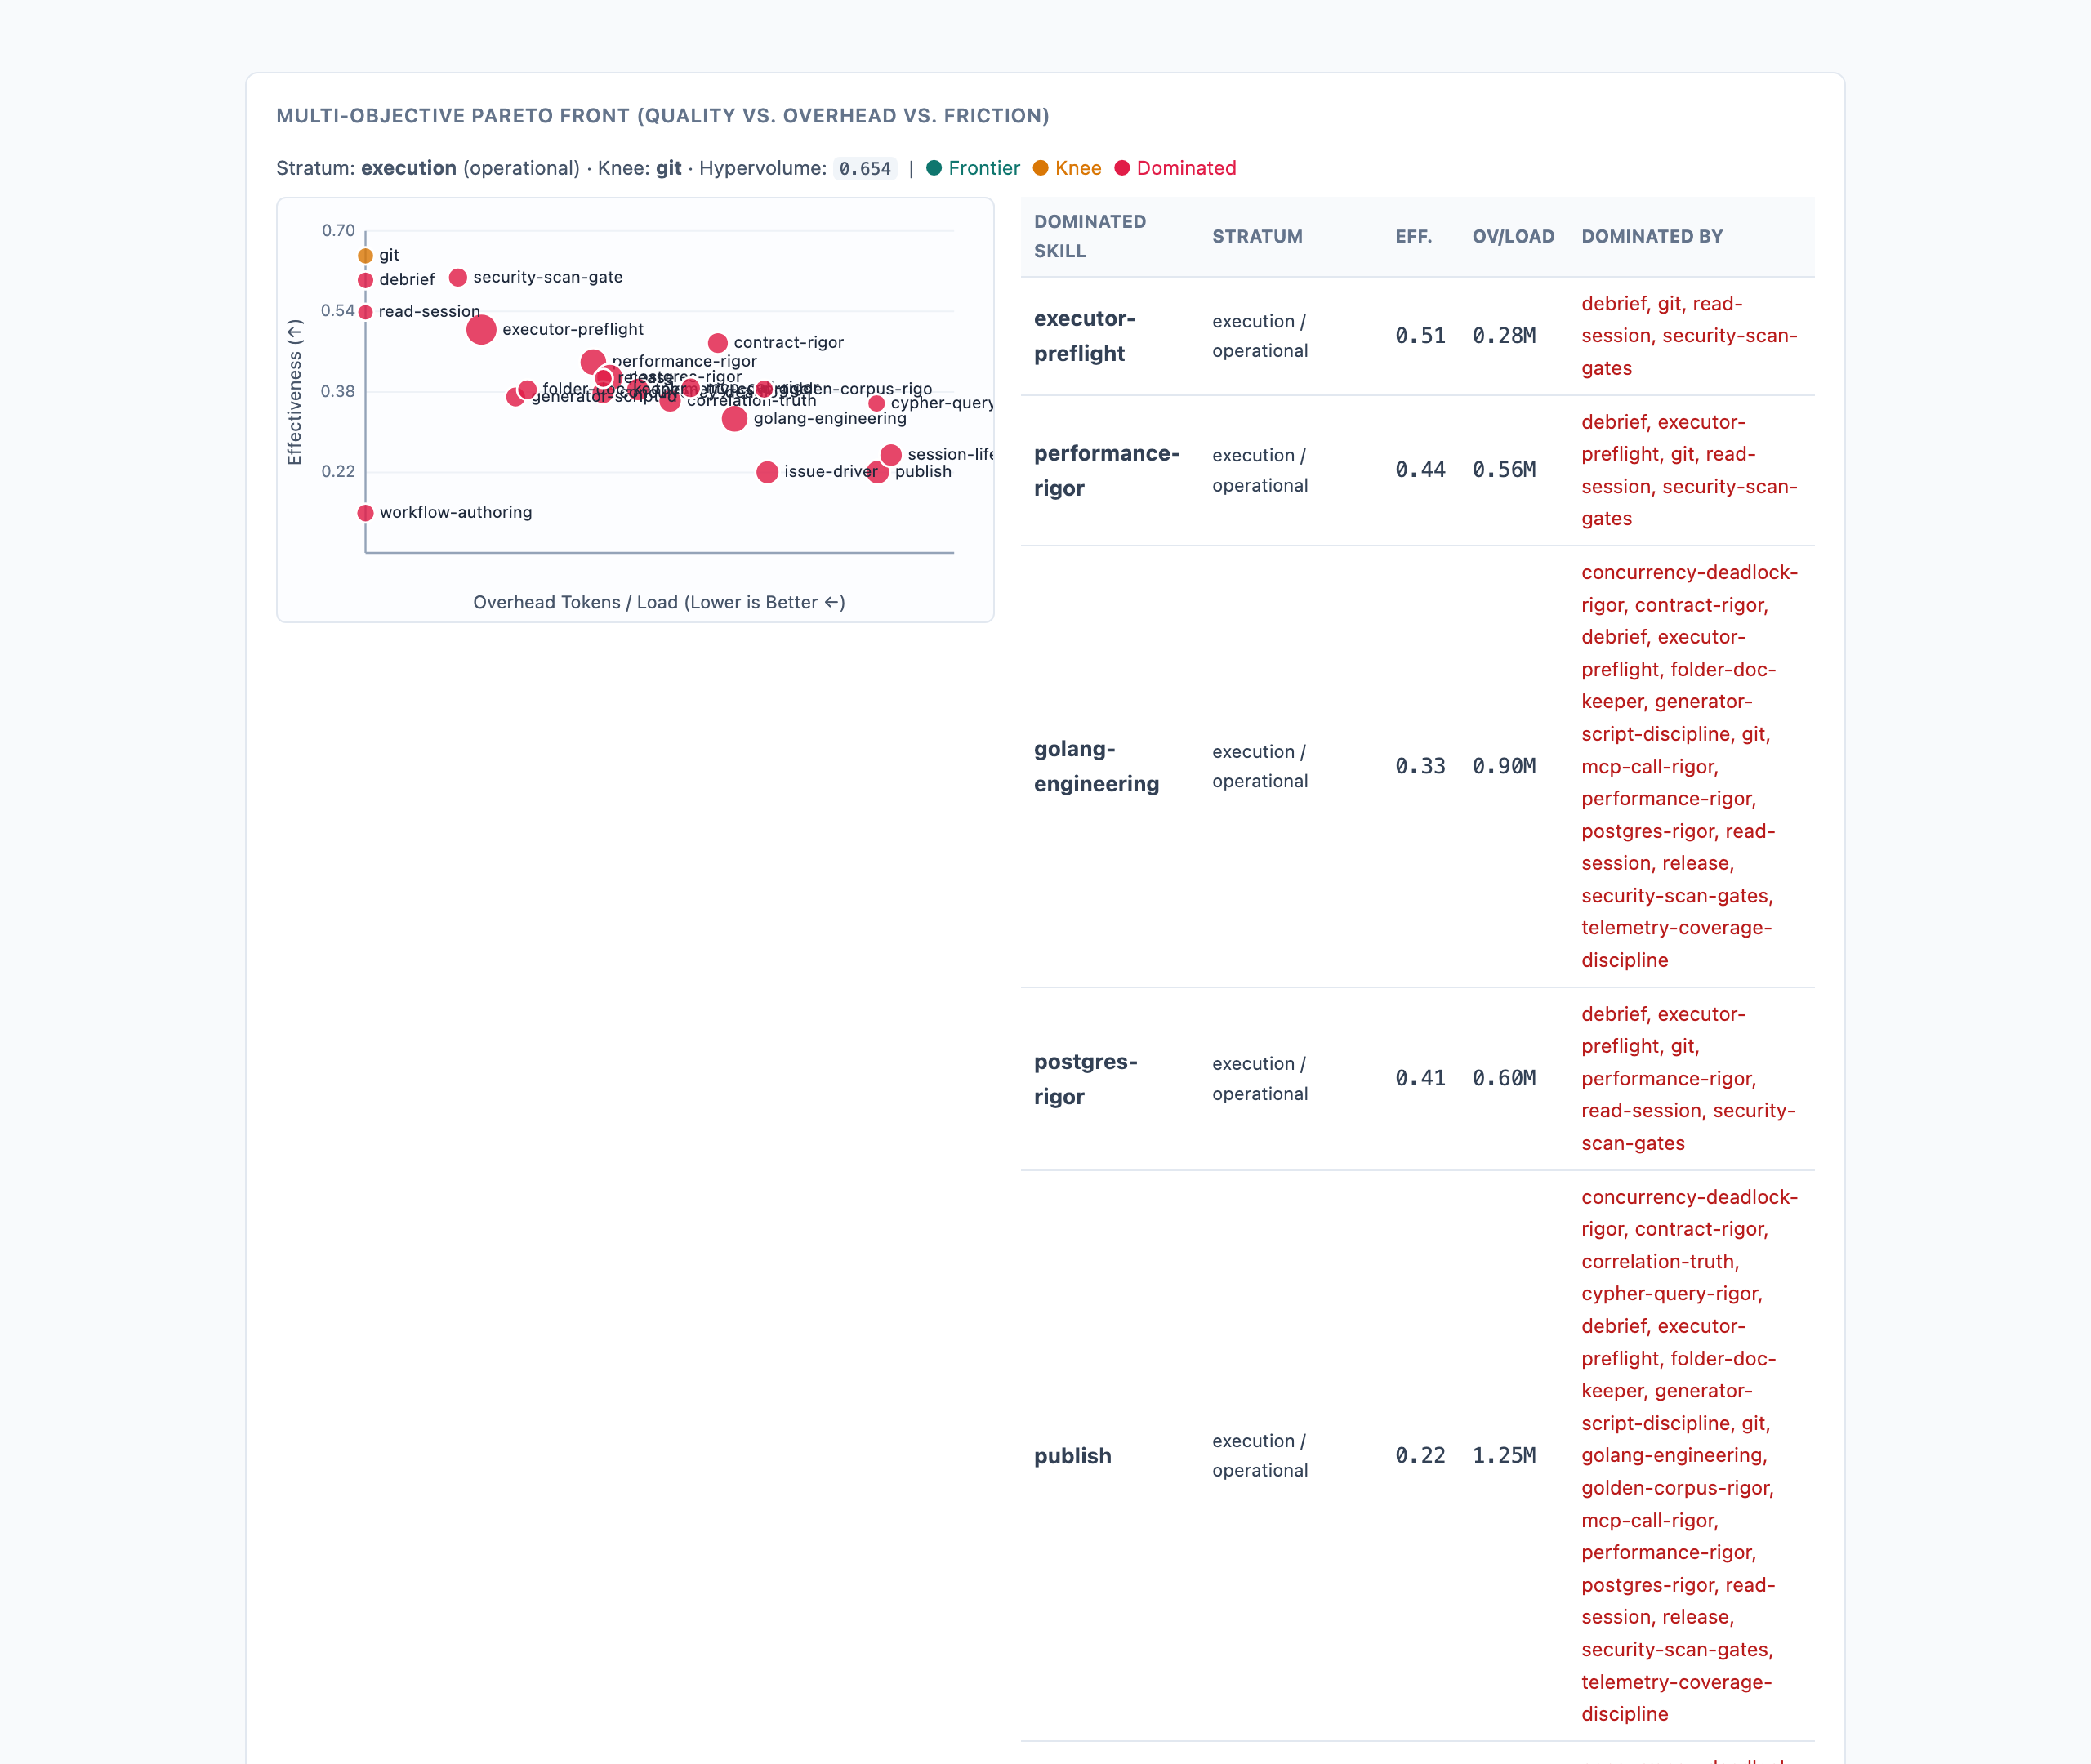 MULTI-OBJECTIVE PARETO FRONT (QUALITY VS. OVERHEAD VS. FRICTION)
Stratum: execution (operational) · Knee: git · Hypervolume: 0.654 | Frontier Knee Dominated
0.70
git
debrief
security-scan-gate
0.54
read-session
executor-preflight
contract-rigor
performance-rigor
postgres-rigor
release
0.38
golden-corpus-rigo
correlation-truth
cypher-query
golang-engineering
session-life
0.22
issue-driver
publish
workflow-authoring
Effectiveness (↑)
Overhead Tokens / Load (Lower is Better ←)
DOMINATED
SKILL
STRATUM
EFF.
OV/LOAD
DOMINATED BY
executor-
preflight
execution /
operational
0.51
0.28M
debrief, git, read-
session, security-scan-
gates
performance-
rigor
execution /
operational
0.44
0.56M
debrief, executor-
preflight, git, read-
session, security-scan-
gates
golang-
engineering
execution /
operational
0.33
0.90M
concurrency-deadlock-
rigor, contract-rigor,
debrief, executor-
preflight, folder-doc-
keeper, generator-
script-discipline, git,
mcp-call-rigor,
performance-rigor,
postgres-rigor, read-
session, release,
security-scan-gates,
telemetry-coverage-
discipline
postgres-
rigor
execution /
operational
0.41
0.60M
debrief, executor-
preflight, git,
performance-rigor,
read-session, security-
scan-gates
publish
execution /
operational
0.22
1.25M
concurrency-deadlock-
rigor, contract-rigor,
correlation-truth,
cypher-query-rigor,
debrief, executor-
preflight, folder-doc-
keeper, generator-
script-discipline, git,
golang-engineering,
golden-corpus-rigor,
mcp-call-rigor,
performance-rigor,
postgres-rigor, read-
session, release,
security-scan-gates,
telemetry-coverage-
discipline